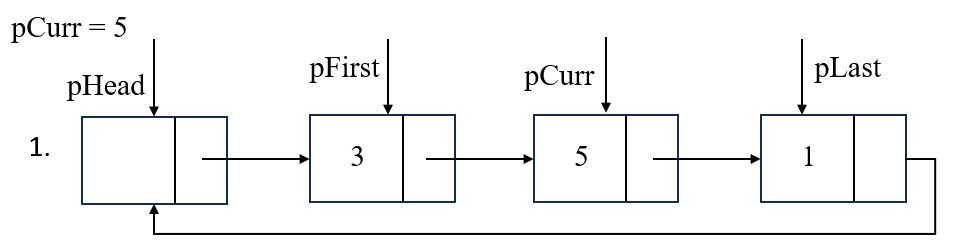 pCurr = 5
pHead
pFirst
pCurr
pLast
1.
3
5
1